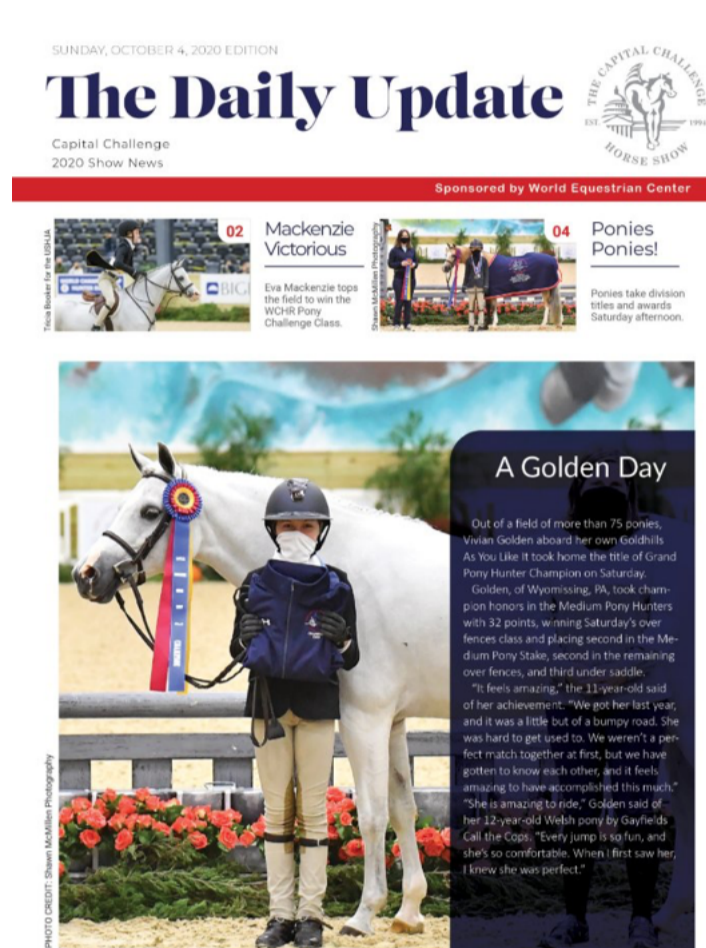 SUNDAY, OCTOBER 4, 2020 EDITION
The Daily Update
Capital Challenge
2020 Show News
THE CAPITAL CHALLENGE
EST. 1994
HORSE SHOW
Sponsored by World Equestrian Center
Tricia Booker for the USHJA
02
BIG
Mackenzie
Victorious
Eva Mackenzie tops
the field to win the
WCHR Pony
Challenge Class.
Shawn McMillen Photography
04
Ponies
Ponies!
Ponies take division
titles and awards
Saturday afternoon.
A Golden Day
Out of a field of more than 75 ponies,
Vivian Golden aboard her own Goldhills
As You Like It took home the title of Grand
Pony Hunter Champion on Saturday.
Golden, of Wyomissing, PA, took cham-
pion honors in the Medium Pony Hunters
with 32 points, winning Saturday's over
fences class and placing second in the Me-
dium Pony Stake, second in the remaining
over fences, and third under saddle.
"It feels amazing," the 11-year-old said
of her achievement. "We got her last year,
and it was a little but of a bumpy road. She
was hard to get used to. We weren't a per-
fect match together at first, but we have
gotten to know each other, and it feels
amazing to have accomplished this much."
"She is amazing to ride," Golden said of
her 12-year-old Welsh pony by Gayfields
Call the Cops. "Every jump is so fun, and
she's so comfortable. When I first saw her,
I knew she was perfect."
PHOTO CREDIT: Shawn McMillen Photography